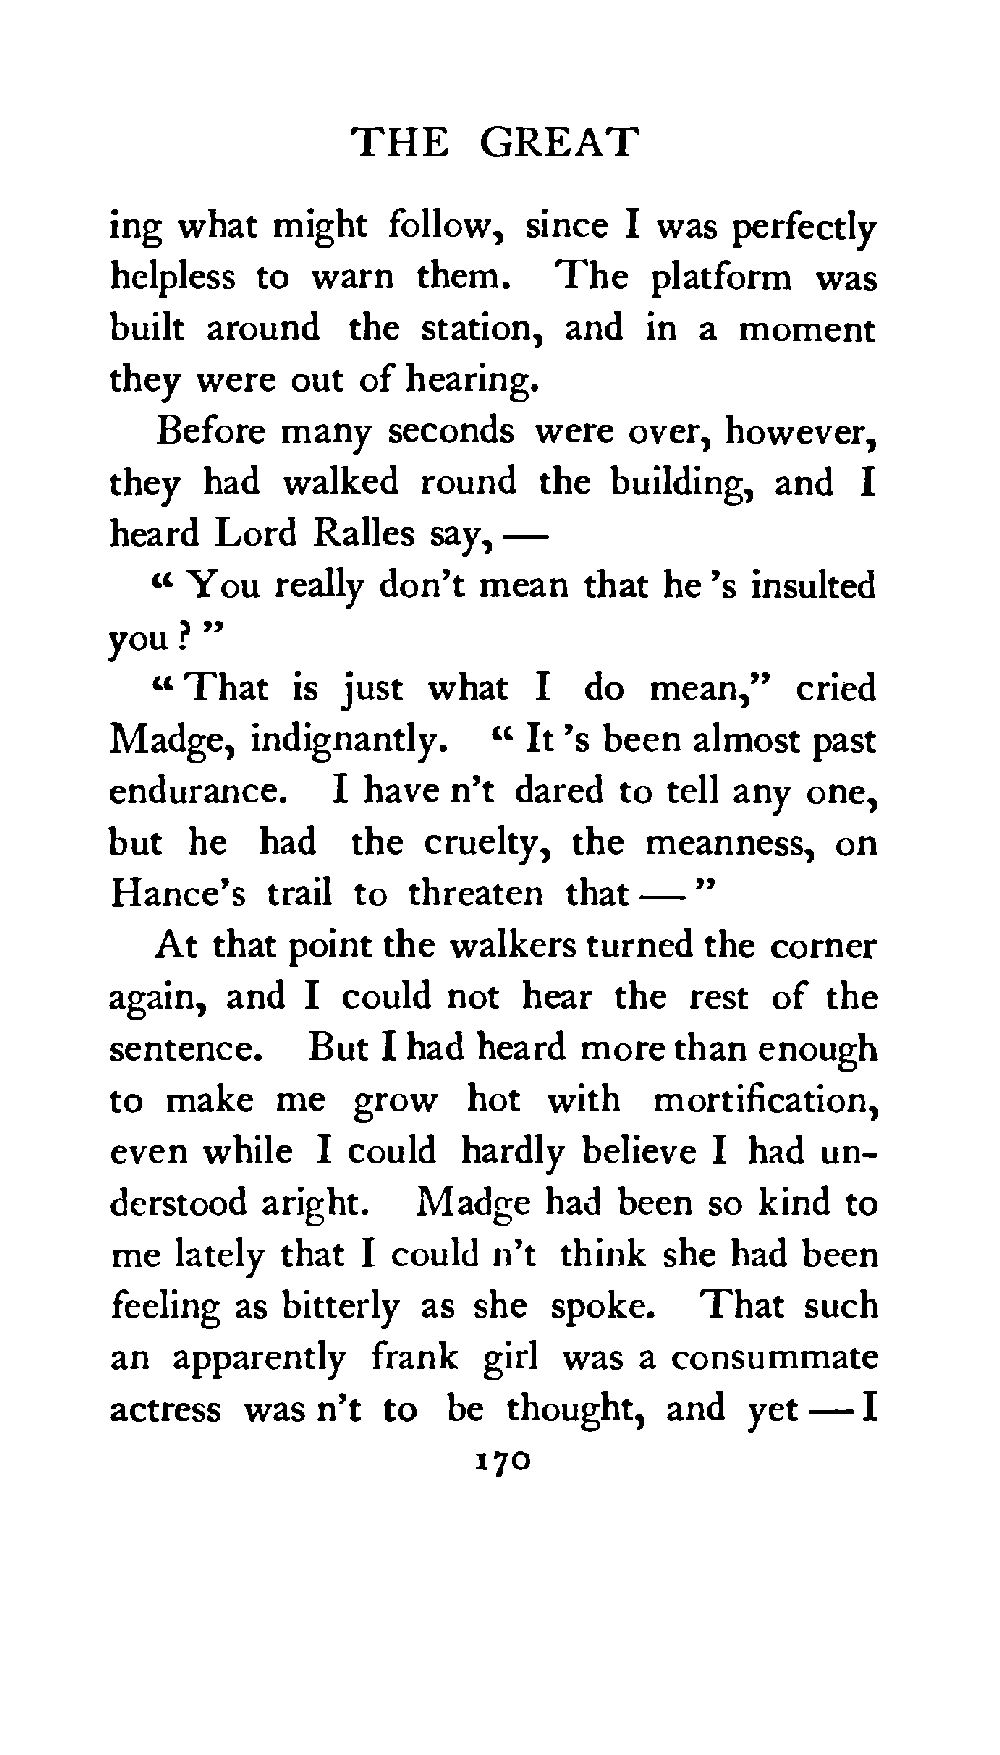 THE GREAT
ing what might follow, since I was perfectly
helpless to warn them. The platform was
built around the station, and in a moment
they were out of hearing.
Before many seconds were over, however,
they had walked round the building, and I
heard Lord Ralles say, —
“ You really don’t mean that he ’s insulted
you ? ”
“ That is just what I do mean,” cried
Madge, indignantly. “ It ’s been almost past
endurance. I have n’t dared to tell any one,
but he had the cruelty, the meanness, on
Hance’s trail to threaten that — ”
At that point the walkers turned the corner
again, and I could not hear the rest of the
sentence. But I had heard more than enough
to make me grow hot with mortification,
even while I could hardly believe I had un-
derstood aright. Madge had been so kind to
me lately that I could n’t think she had been
feeling as bitterly as she spoke. That such
an apparently frank girl was a consummate
actress was n’t to be thought, and yet — I
170